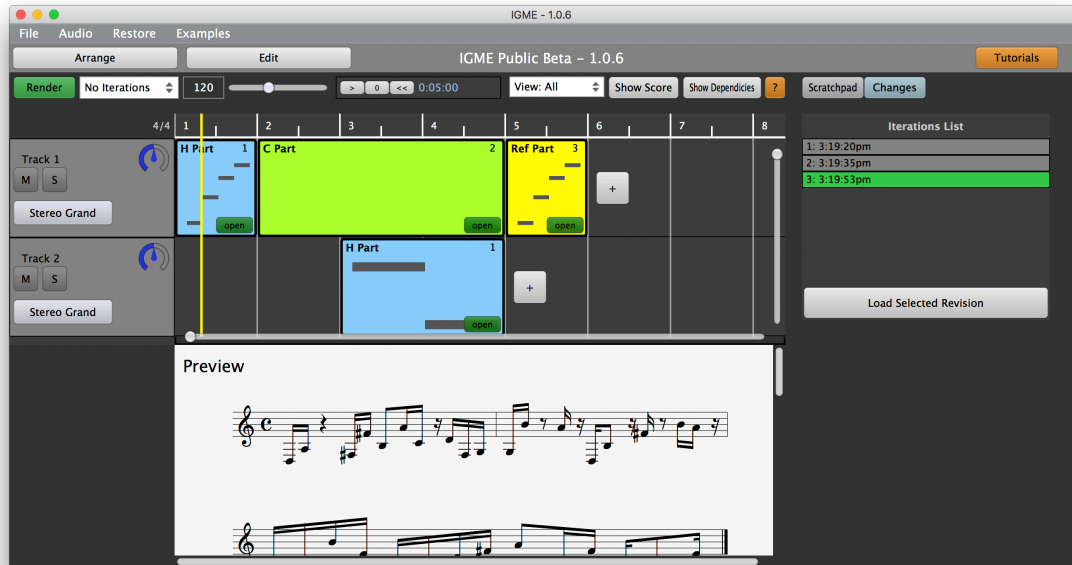 IGME - 1.0.6
File Audio Restore Examples
Arrange Edit IGME Public Beta – 1.0.6 Tutorials
Render No Iterations 120 > 0 << 0:05:00 View: All Show Score Show Dependicies ? Scratchpad Changes
4/4 1 2 3 4 5 6 7 8 Iterations List
H Part 1 C Part 2 Ref Part 3
Track 1
M S
+
Stereo Grand
open open open
1: 3:19:20pm
2: 3:19:35pm
3: 3:19:53pm
H Part 1
Track 2
M S
+
Stereo Grand
open
Load Selected Revision
Preview